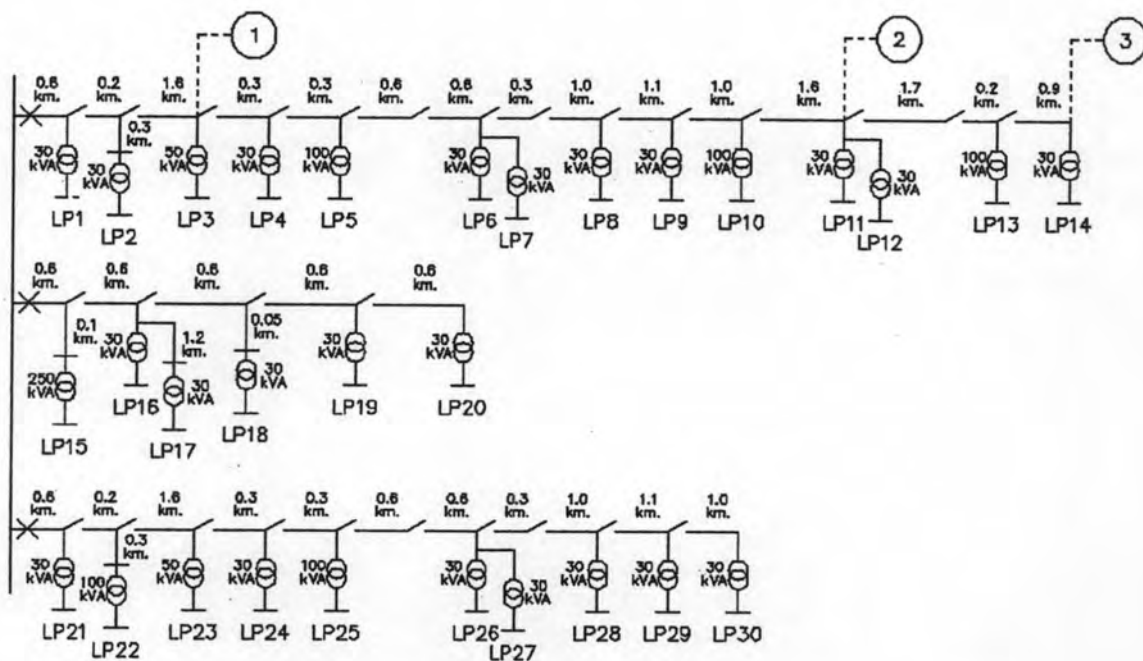 1 2 3
0.6 km. 0.2 km. 1.6 km. 0.3 km. 0.3 km. 0.6 km. 0.6 km. 0.3 km. 1.0 km. 1.1 km. 1.0 km. 1.6 km. 1.7 km. 0.2 km. 0.9 km.
0.3 km.
30 kVA 30 kVA 50 kVA 30 kVA 100 kVA 30 kVA 30 kVA 30 kVA 30 kVA 100 kVA 30 kVA 30 kVA 100 kVA 30 kVA
LP1 LP2 LP3 LP4 LP5 LP6 LP7 LP8 LP9 LP10 LP11 LP12 LP13 LP14
0.6 km. 0.6 km. 0.6 km. 0.6 km. 0.6 km.
0.1 km. 1.2 km. 0.05 km.
250 kVA 30 kVA 30 kVA 30 kVA 30 kVA 30 kVA
LP15 LP16 LP17 LP18 LP19 LP20
0.6 km. 0.2 km. 1.6 km. 0.3 km. 0.3 km. 0.6 km. 0.6 km. 0.3 km. 1.0 km. 1.1 km. 1.0 km.
0.3 km.
30 kVA 100 kVA 50 kVA 30 kVA 100 kVA 30 kVA 30 kVA 30 kVA 30 kVA 30 kVA
LP21 LP22 LP23 LP24 LP25 LP26 LP27 LP28 LP29 LP30